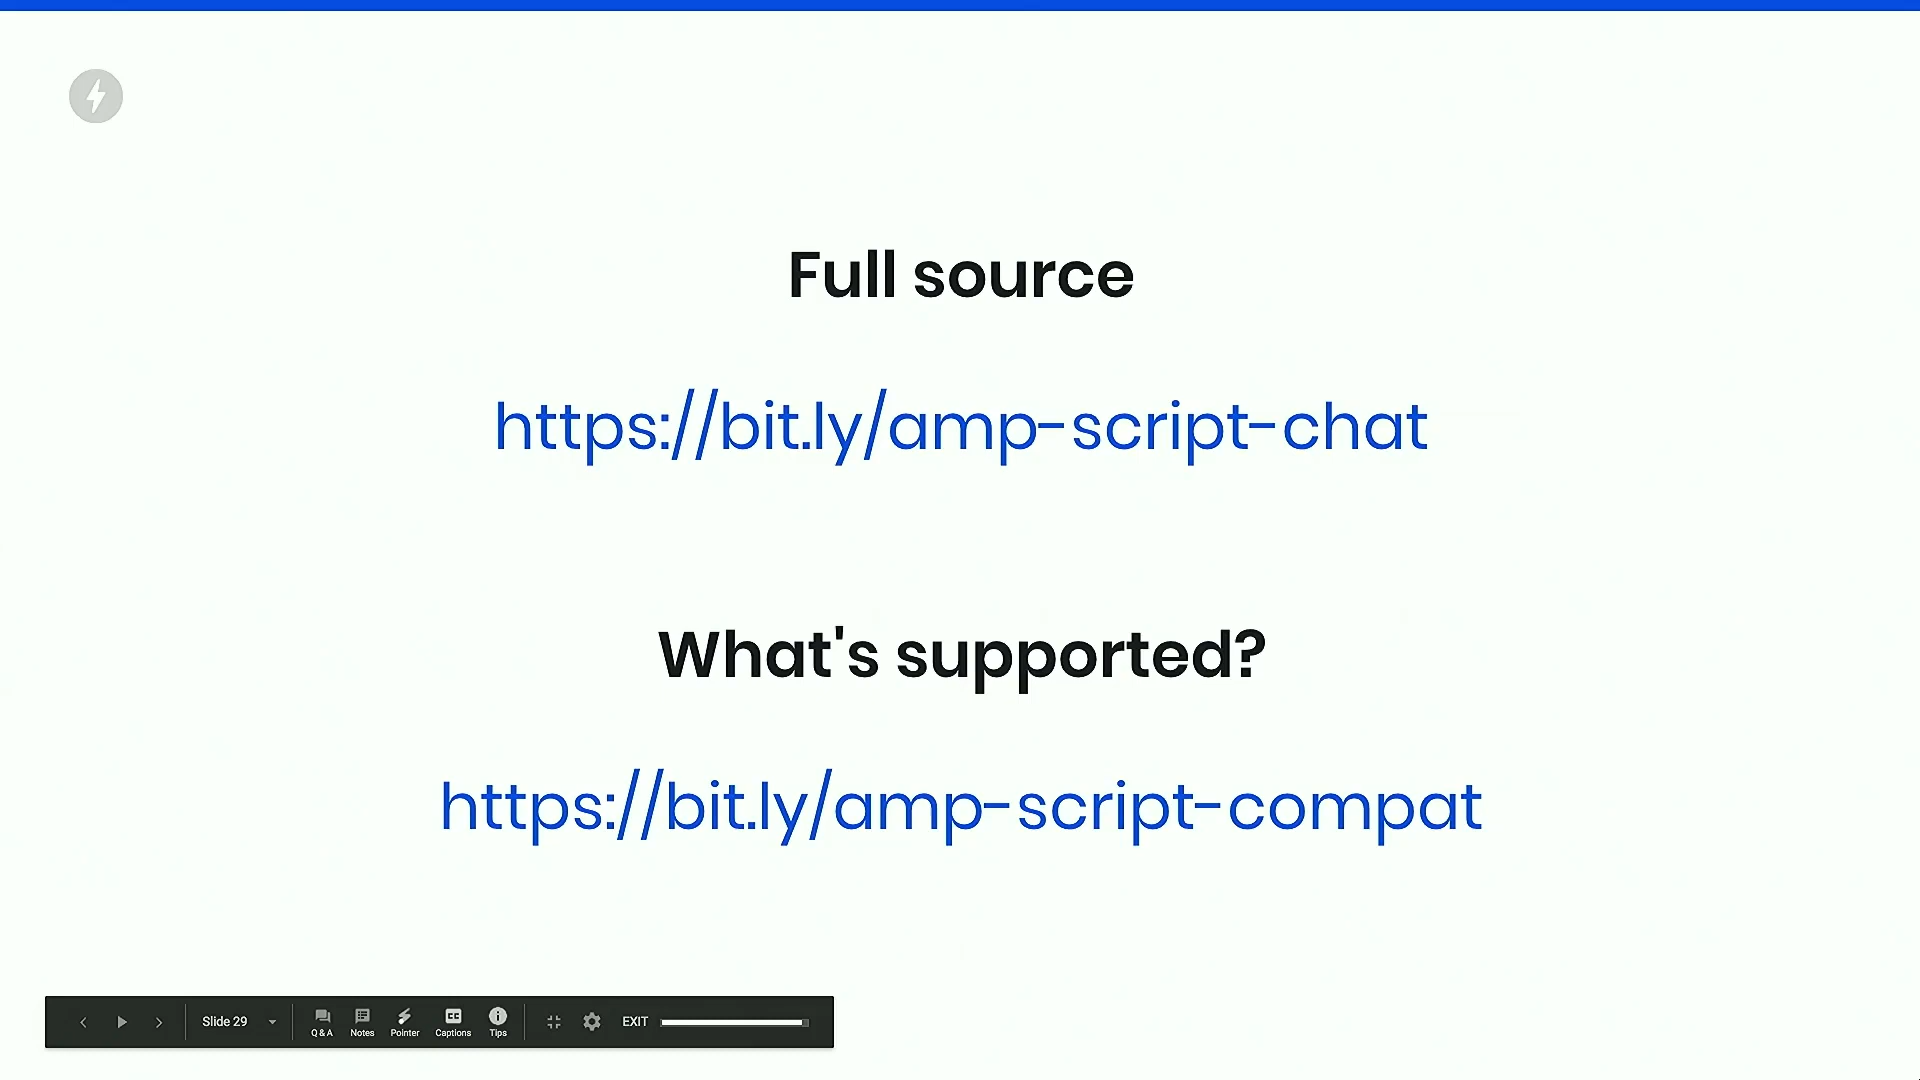 Full source
https://bit.ly/amp-script-chat
What's supported?
https://bit.ly/amp-script-compat
Slide 29
Q & A
Notes
Pointer
Captions
Tips
EXIT